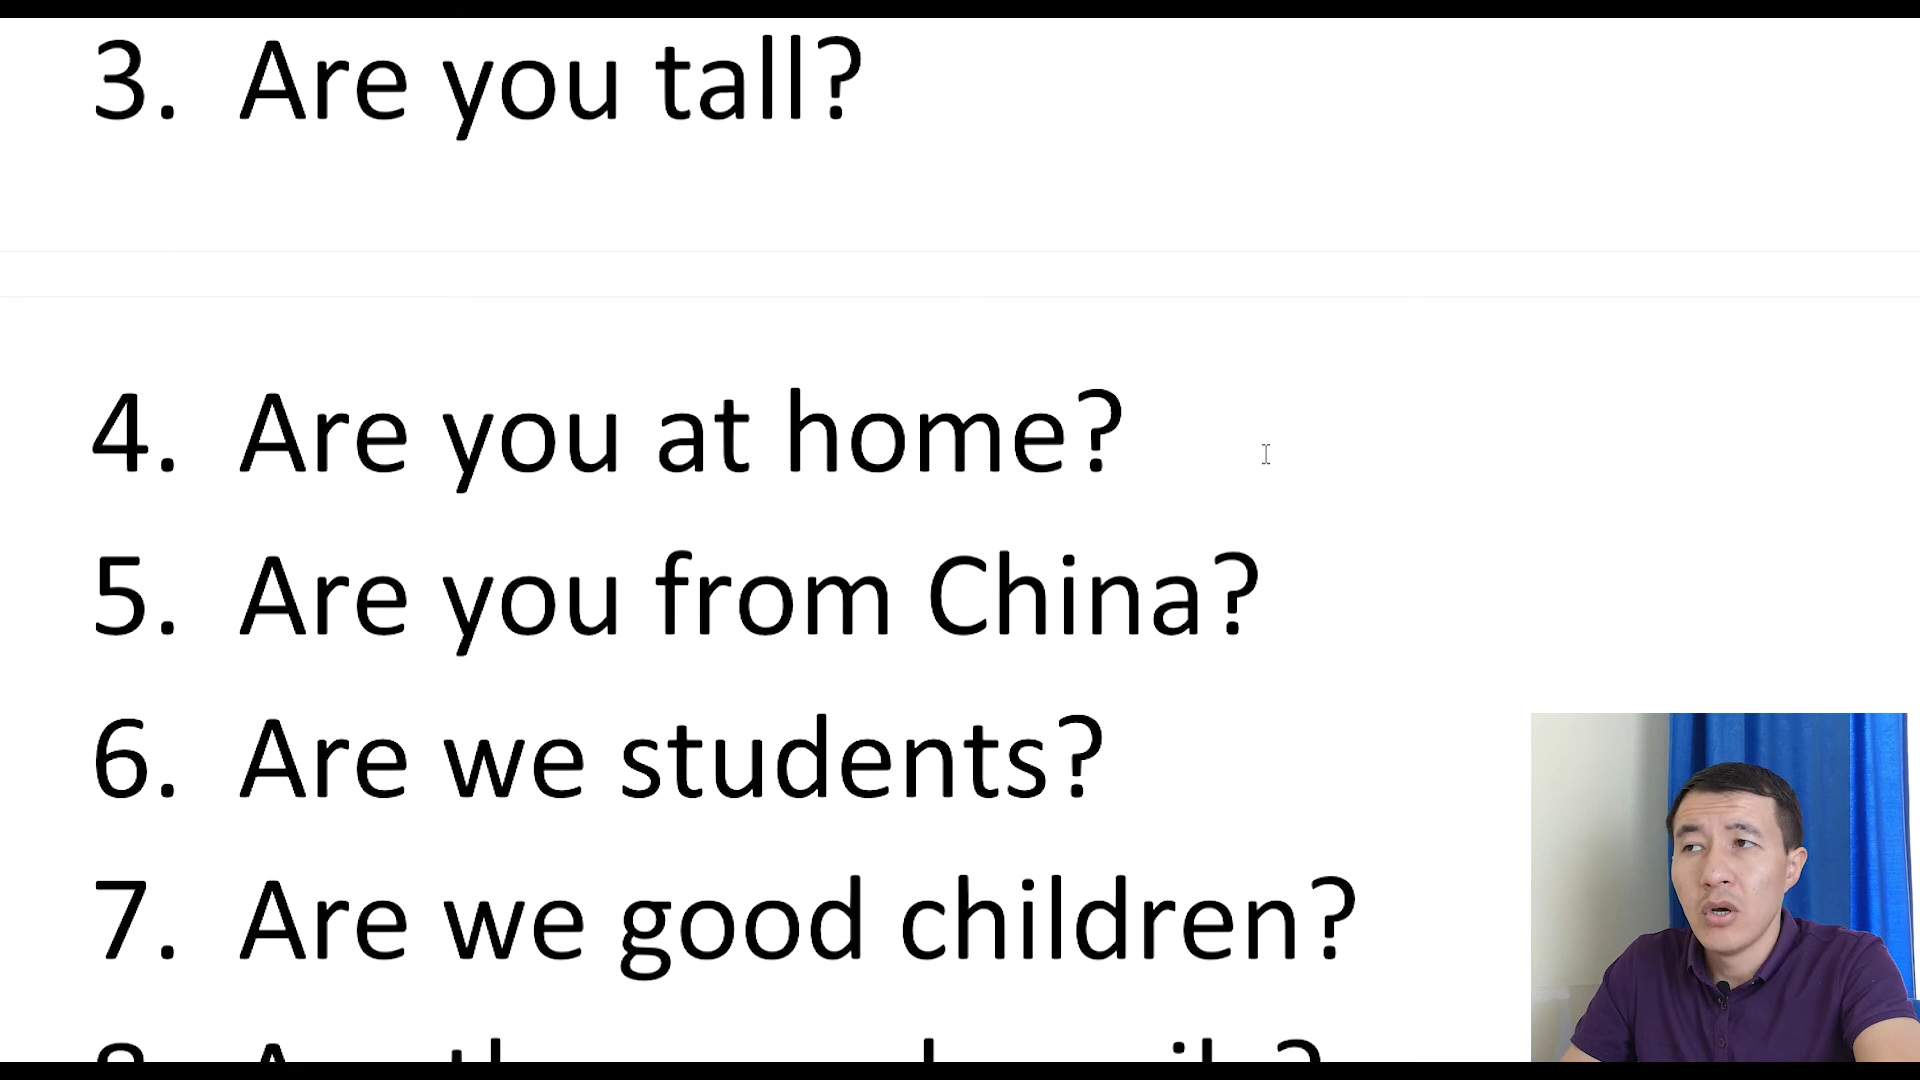 3. Are you tall?
4. Are you at home?
5. Are you from China?
6. Are we students?
7. Are we good children?